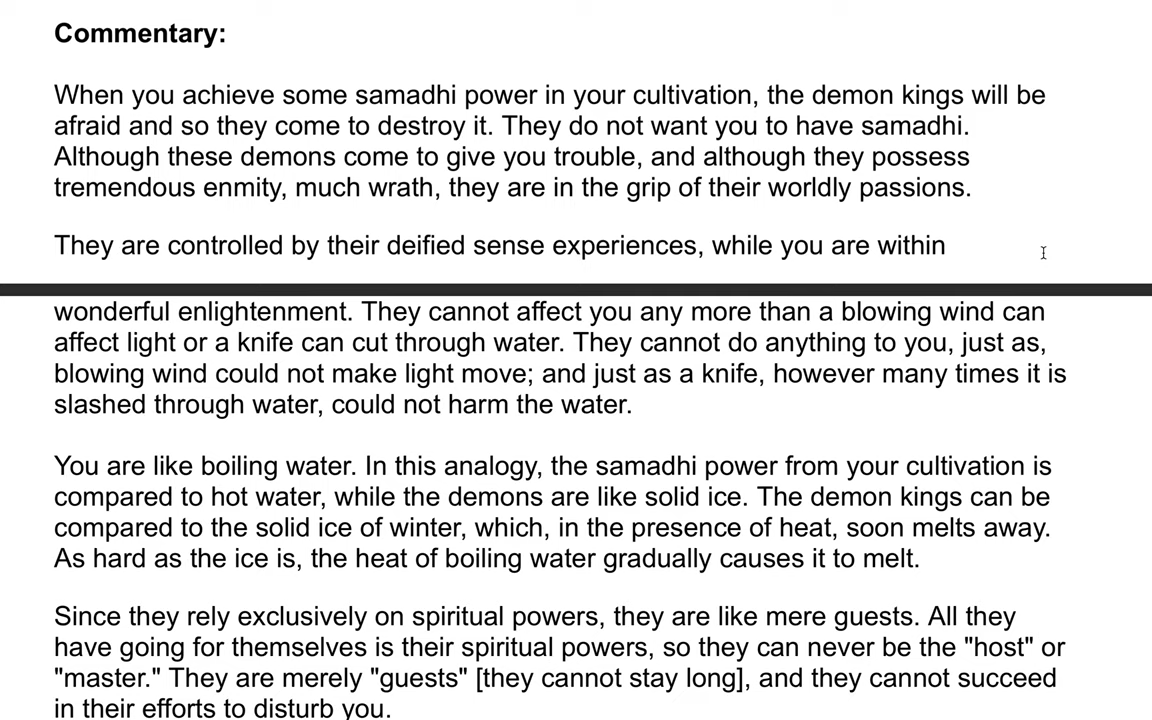 Commentary:
When you achieve some samadhi power in your cultivation, the demon kings will be
afraid and so they come to destroy it. They do not want you to have samadhi.
Although these demons come to give you trouble, and although they possess
tremendous enmity, much wrath, they are in the grip of their worldly passions.
They are controlled by their deified sense experiences, while you are within
wonderful enlightenment. They cannot affect you any more than a blowing wind can
affect light or a knife can cut through water. They cannot do anything to you, just as,
blowing wind could not make light move; and just as a knife, however many times it is
slashed through water, could not harm the water.
You are like boiling water. In this analogy, the samadhi power from your cultivation is
compared to hot water, while the demons are like solid ice. The demon kings can be
compared to the solid ice of winter, which, in the presence of heat, soon melts away.
As hard as the ice is, the heat of boiling water gradually causes it to melt.
Since they rely exclusively on spiritual powers, they are like mere guests. All they
have going for themselves is their spiritual powers, so they can never be the "host" or
"master." They are merely "guests" [they cannot stay long], and they cannot succeed
in their efforts to disturb you.